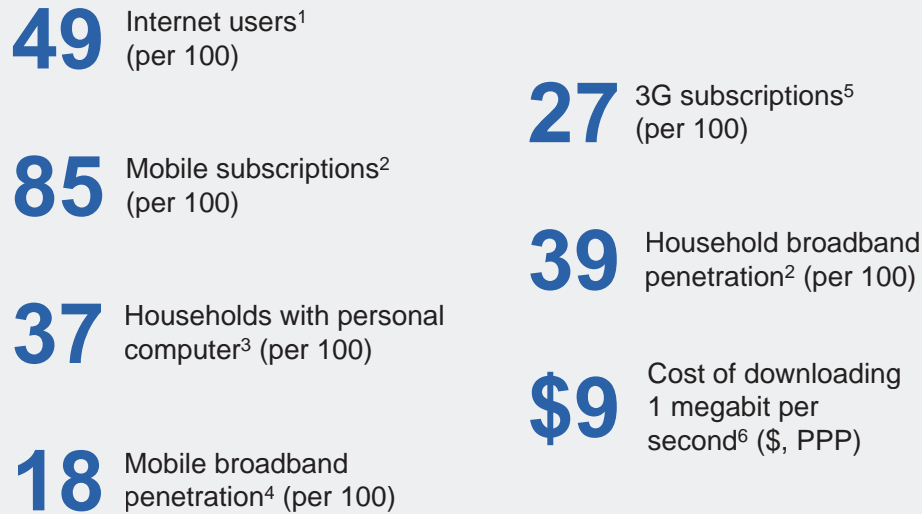 49 Internet users¹
(per 100)
85 Mobile subscriptions²
(per 100)
37 Households with personal
computer³ (per 100)
18 Mobile broadband
penetration⁴ (per 100)
27 3G subscriptions⁵
(per 100)
39 Household broadband
penetration² (per 100)
$9 Cost of downloading
1 megabit per
second⁶ ($, PPP)